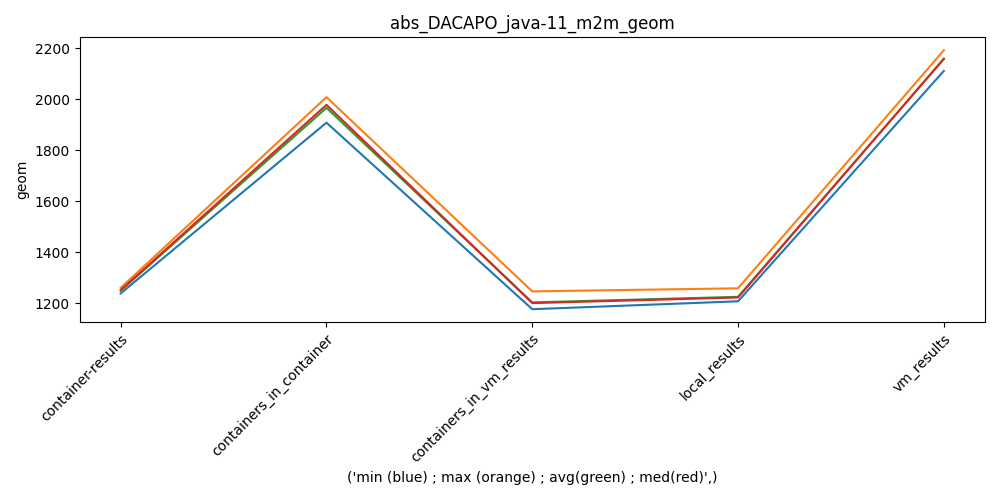 abs_DACAPO_java-11_m2m_geom
geom
2200
2000
1800
1600
1400
1200
container-results
containers_in_container
containers_in_vm_results
local_results
vm_results
('min (blue) ; max (orange) ; avg(green) ; med(red)',)